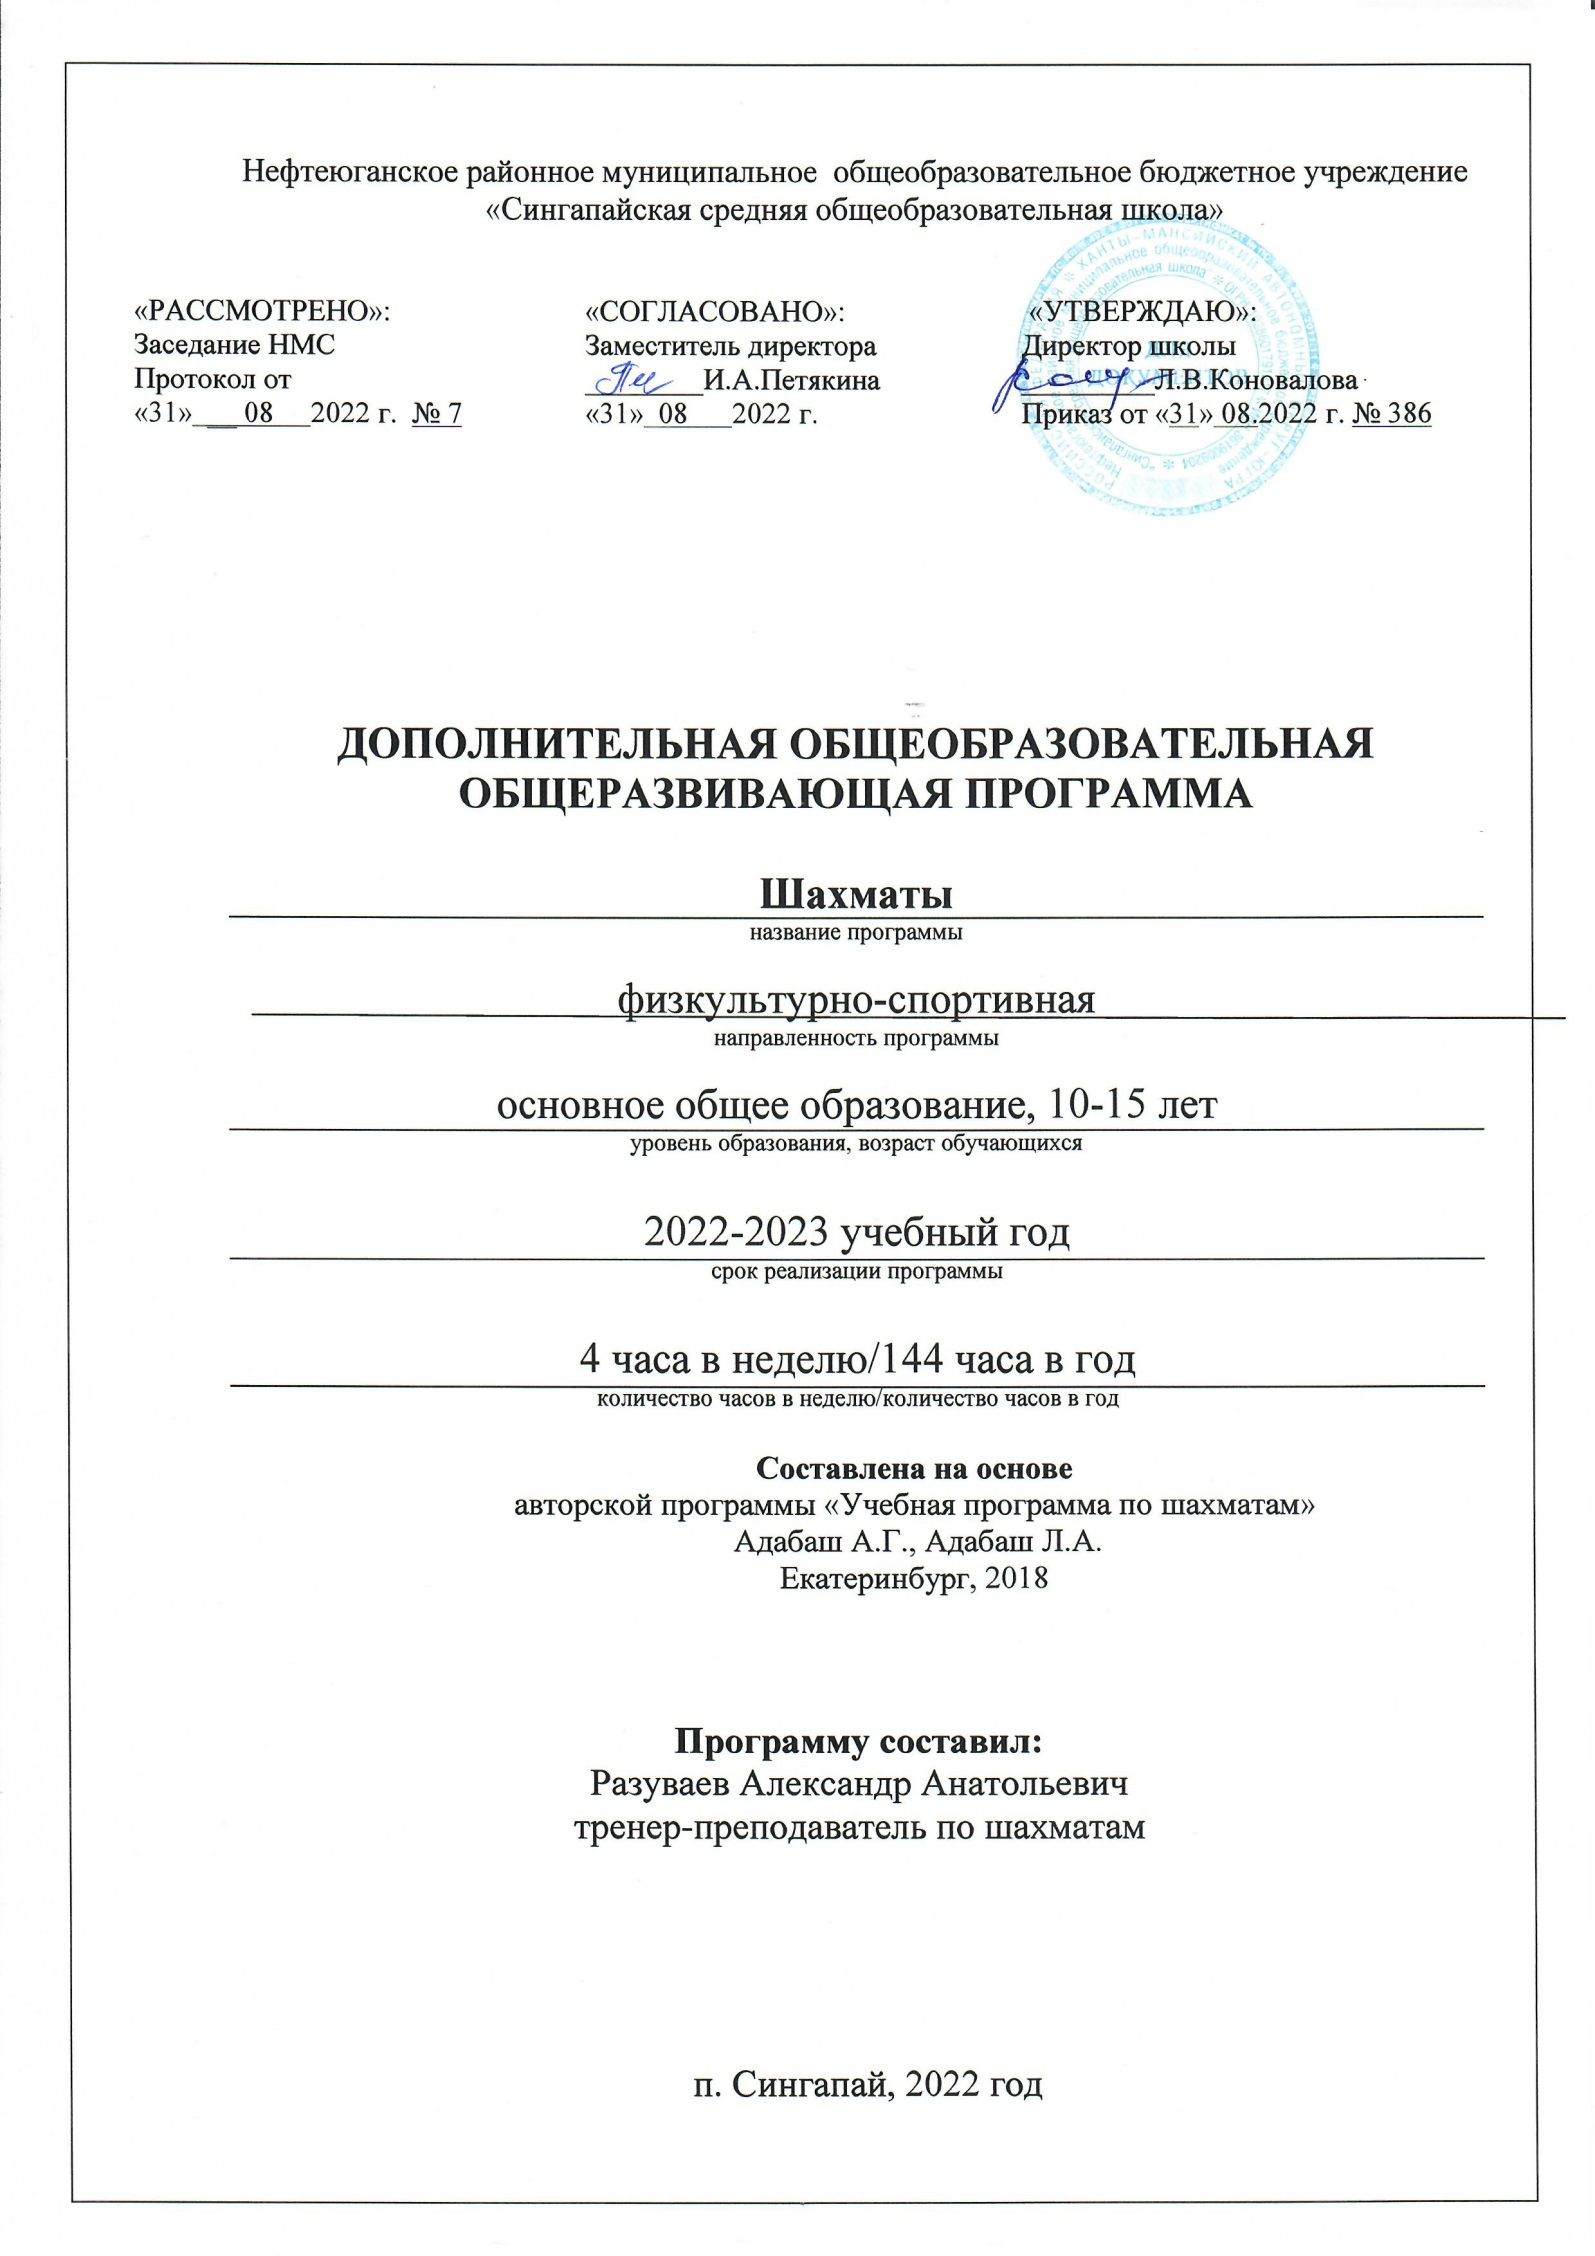 Нефтеюганское районное муниципальное общеобразовательное бюджетное учреждение
«Сингапайская средняя общеобразовательная школа»
«РАССМОТРЕНО»:
Заседание НМС
Протокол от
«31»___08____2022 г. № 7
«СОГЛАСОВАНО»:
Заместитель директора
________И.А.Петякина
«31»_08___2022 г.
«УТВЕРЖДАЮ»:
Директор школы
_________Л.В.Коновалова
Приказ от «31» 08.2022 г. № 386
ДОПОЛНИТЕЛЬНАЯ ОБЩЕОБРАЗОВАТЕЛЬНАЯ
ОБЩЕРАЗВИВАЮЩАЯ ПРОГРАММА
Шахматы
название программы
физкультурно-спортивная
направленность программы
основное общее образование, 10-15 лет
уровень образования, возраст обучающихся
2022-2023 учебный год
срок реализации программы
4 часа в неделю/144 часа в год
количество часов в неделю/количество часов в год
Составлена на основе
авторской программы «Учебная программа по шахматам»
Адабаш А.Г., Адабаш Л.А.
Екатеринбург, 2018
Программу составил:
Разуваев Александр Анатольевич
тренер-преподаватель по шахматам
п. Сингапай, 2022 год